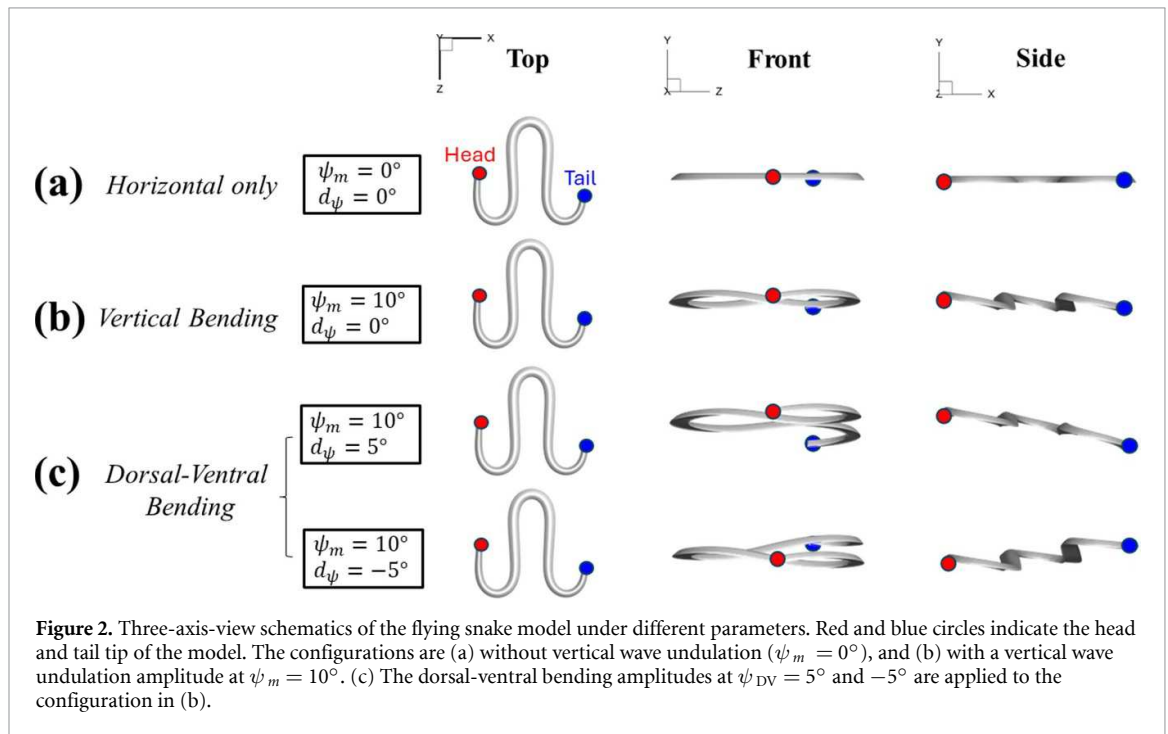 Y X Z Top
Y X Z Front
Y Z X Side
(a) Horizontal only
ψm = 0°
dψ = 0°
Head
Tail
(b) Vertical Bending
ψm = 10°
dψ = 0°
(c) Dorsal-Ventral
Bending
ψm = 10°
dψ = 5°
ψm = 10°
dψ = −5°
Figure 2. Three-axis-view schematics of the flying snake model under different parameters. Red and blue circles indicate the head
and tail tip of the model. The configurations are (a) without vertical wave undulation (ψ m = 0°), and (b) with a vertical wave
undulation amplitude at ψ m = 10°. (c) The dorsal-ventral bending amplitudes at ψ DV = 5° and −5° are applied to the
configuration in (b).